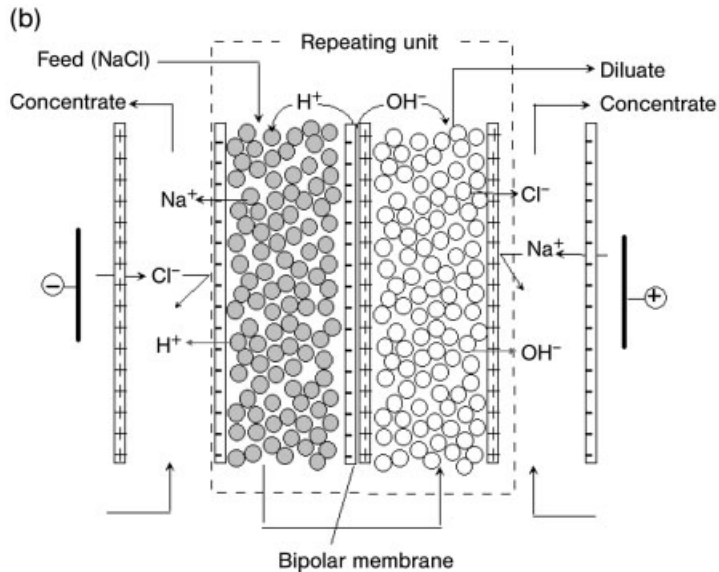 (b)
Repeating unit
Feed (NaCl)
Diluate
Concentrate
H⁺
OH⁻
Concentrate
Na⁺
Cl⁻
Na⁺
Cl⁻
−
+
H⁺
OH⁻
Bipolar membrane